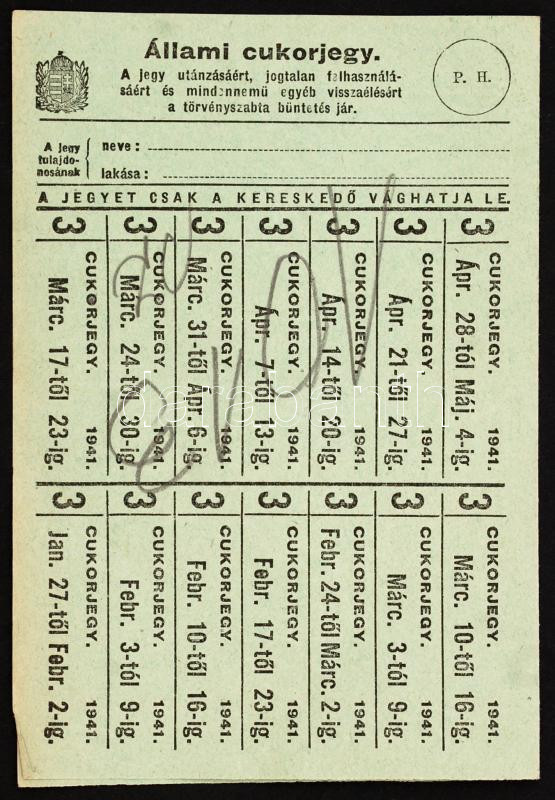 Állami cukorjegy.
A jegy utánzásáért, jogtalan felhasználá-
sáért és mindennemű egyéb visszaélésért
a törvényszabta büntetés jár.
P. H.
A jegy
tulajdo-
nosának
neve :
lakása :
A JEGYET CSAK A KERESKEDŐ VÁGHATJA LE.
3
CUKORJEGY. 1941.
Márc. 17-től 23-ig.
3
CUKORJEGY. 1941.
Márc. 24-től 30-ig.
3
CUKORJEGY. 1941.
Márc. 31-től Ápr. 6-ig.
3
CUKORJEGY. 1941.
Ápr. 7-től 13-ig.
3
CUKORJEGY. 1941.
Ápr. 14-től 20-ig.
3
CUKORJEGY. 1941.
Ápr. 21-től 27-ig.
3
CUKORJEGY. 1941.
Ápr. 28-tól Máj. 4-ig.
3
CUKORJEGY. 1941.
Jan. 27-től Febr. 2-ig.
3
CUKORJEGY. 1941.
Febr. 3-tól 9-ig.
3
CUKORJEGY. 1941.
Febr. 10-től 16-ig.
3
CUKORJEGY. 1941.
Febr. 17-től 23-ig.
3
CUKORJEGY. 1941.
Febr. 24-től Márc. 2-ig.
3
CUKORJEGY. 1941.
Márc. 3-tól 9-ig.
3
CUKORJEGY. 1941.
Márc. 10-től 16-ig.
darabanth